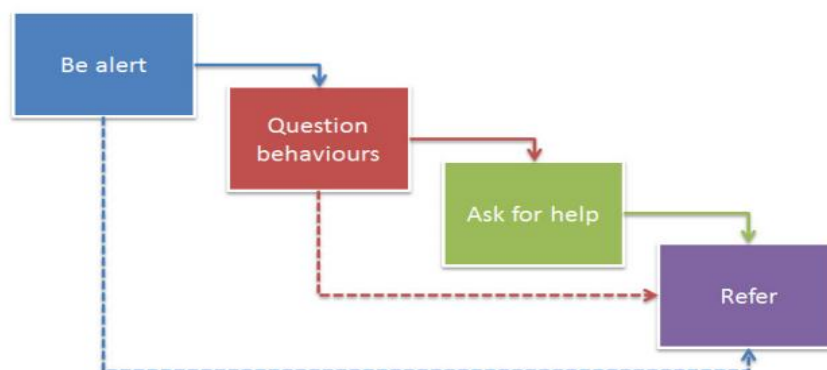 Be alert
Question
behaviours
Ask for help
Refer